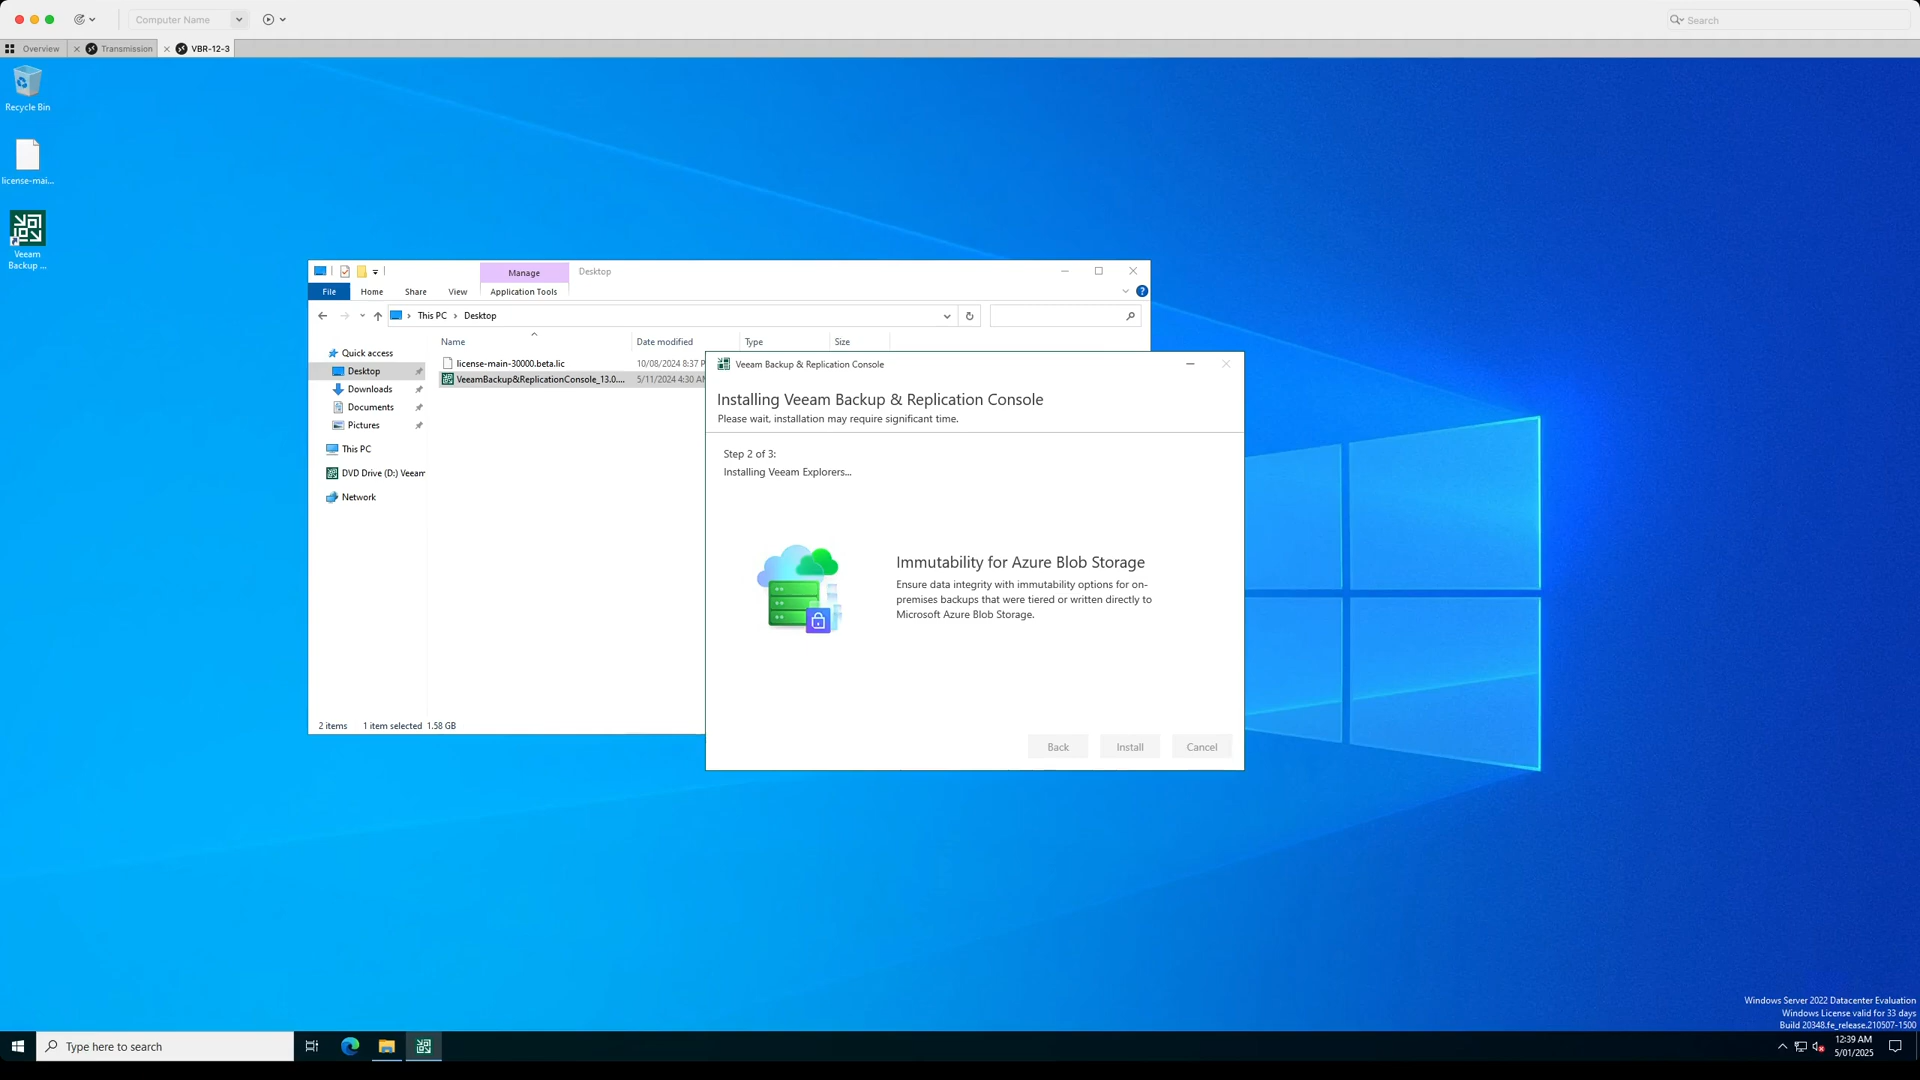 Computer Name
Search
Overview
Transmission
VBR-12-3
Recycle Bin
license-mai...
Veeam
Backup ...
Manage
Desktop
File
Home
Share
View
Application Tools
This PC
Desktop
Name
Date modified
Type
Size
Quick access
Desktop
Downloads
Documents
Pictures
This PC
DVD Drive (D:) Veeam
Network
license-main-30000.beta.lic
10/08/2024 8:37 P
VeeamBackup&ReplicationConsole_13.0....
5/11/2024 4:30 AM
2 items
1 item selected 1.58 GB
Veeam Backup & Replication Console
Installing Veeam Backup & Replication Console
Please wait, installation may require significant time.
Step 2 of 3:
Installing Veeam Explorers...
Immutability for Azure Blob Storage
Ensure data integrity with immutability options for on-
premises backups that were tiered or written directly to
Microsoft Azure Blob Storage.
Back
Install
Cancel
Windows Server 2022 Datacenter Evaluation
Windows License valid for 33 days
Build 20348.fe_release.210507-1500
Type here to search
12:39 AM
5/01/2025